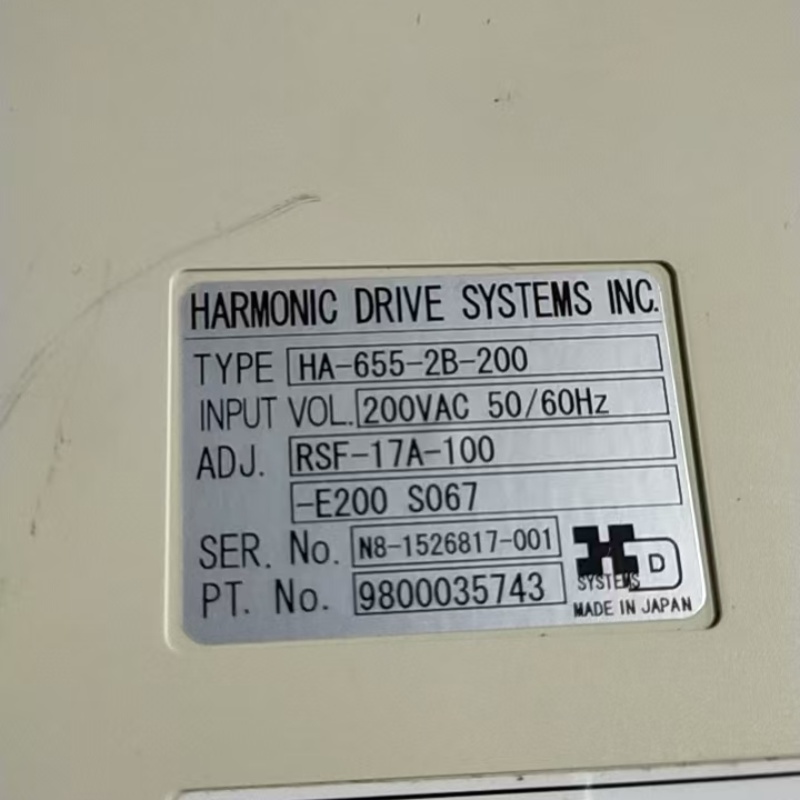 HARMONIC DRIVE SYSTEMS INC.
TYPE HA-655-2B-200
INPUT VOL. 200VAC 50/60Hz
ADJ. RSF-17A-100
-E200 S067
SER. No. N8-1526817-001
PT. No. 9800035743
H D
SYSTEMS
MADE IN JAPAN